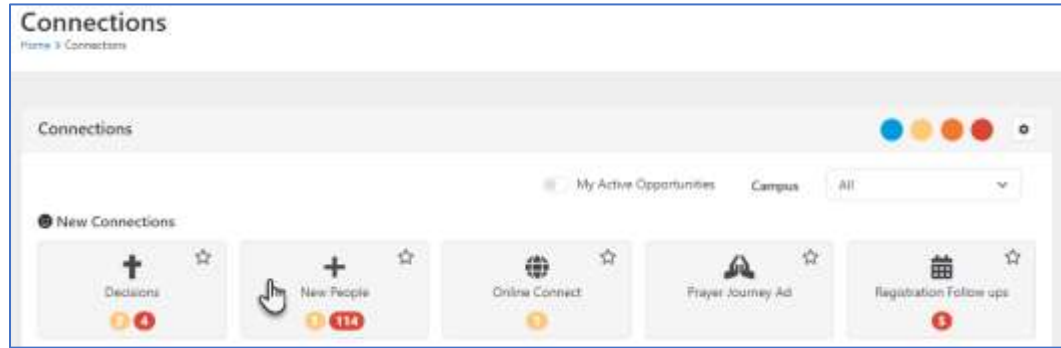 Connections
Home > Connections
Connections
My Active Opportunities Campus All
New Connections
Decisions New People Online Connect Prayer Journey Ad Registration Follow ups
4 114 5